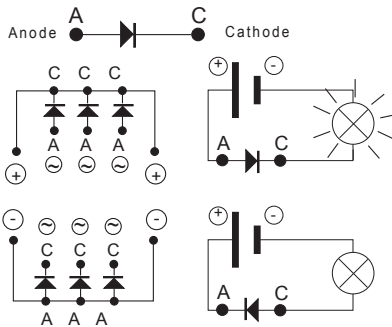 Anode A C Cathode
C C C
+ -
A A A
+ ~ ~ ~ +
A C
- ~ ~ ~ -
C C C
A A A
+ -
A C